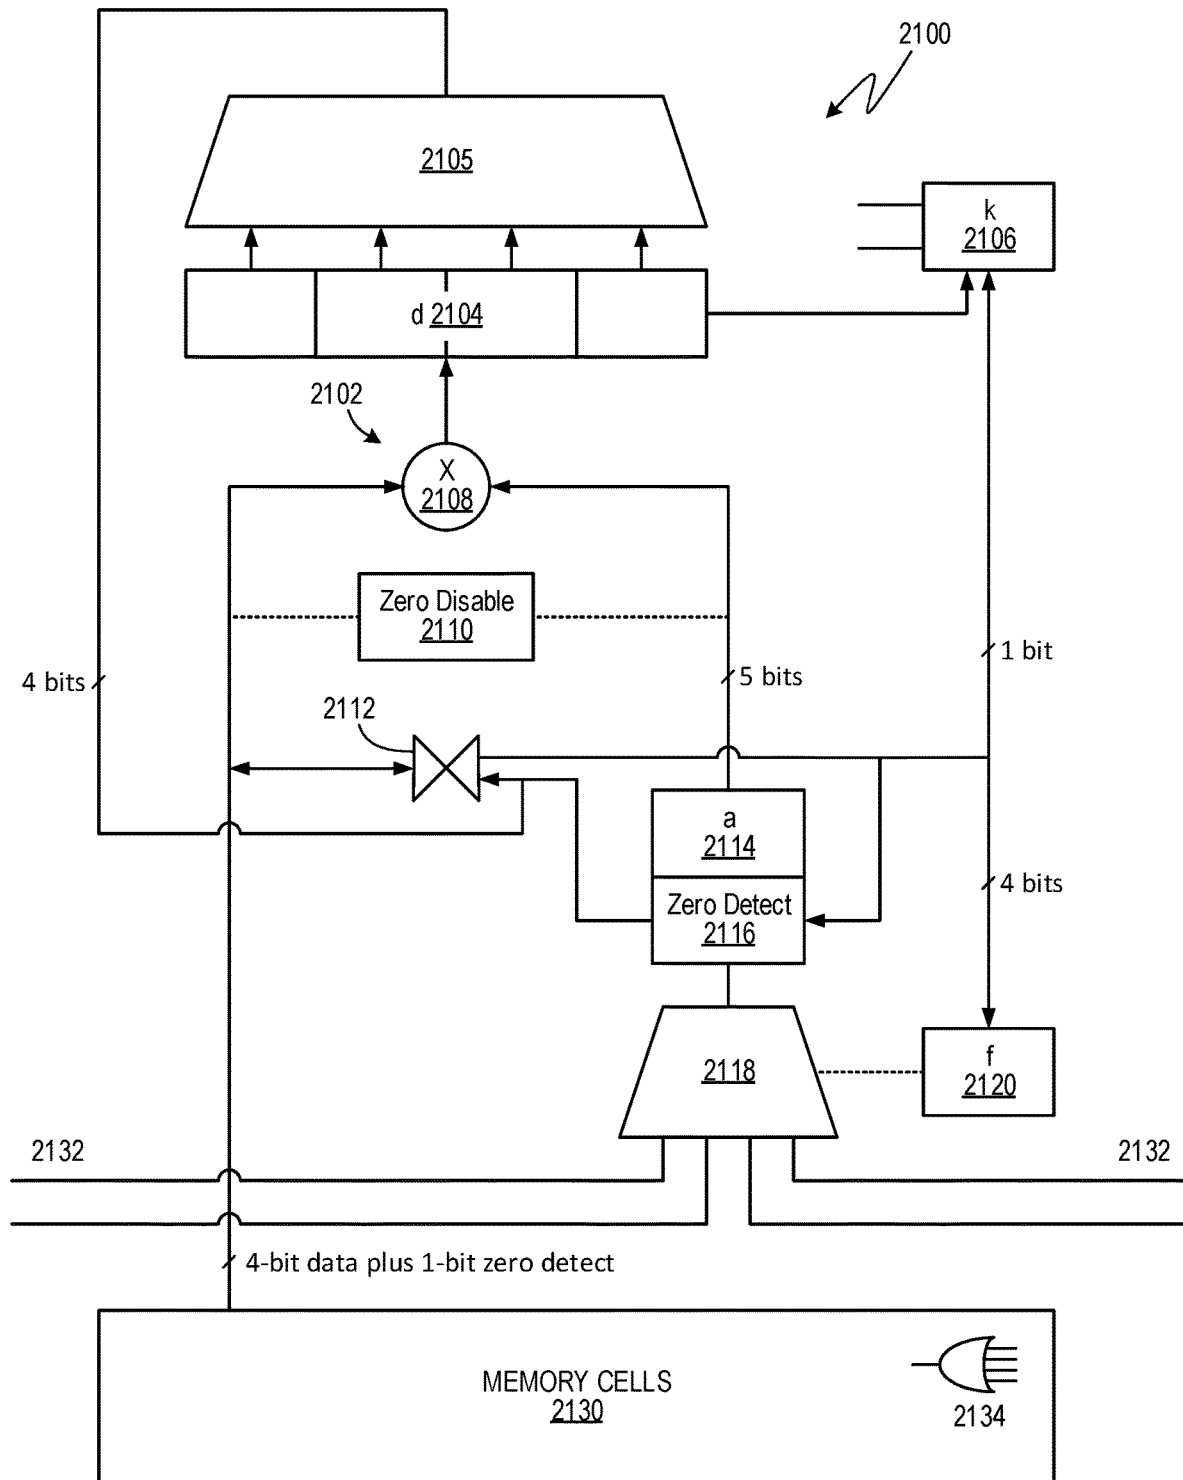 2100
2105
k
2106
d 2104
2102
X
2108
Zero Disable
2110
1 bit
4 bits
5 bits
2112
a
2114
4 bits
Zero Detect
2116
f
2120
2118
2132
2132
4-bit data plus 1-bit zero detect
MEMORY CELLS
2130
2134